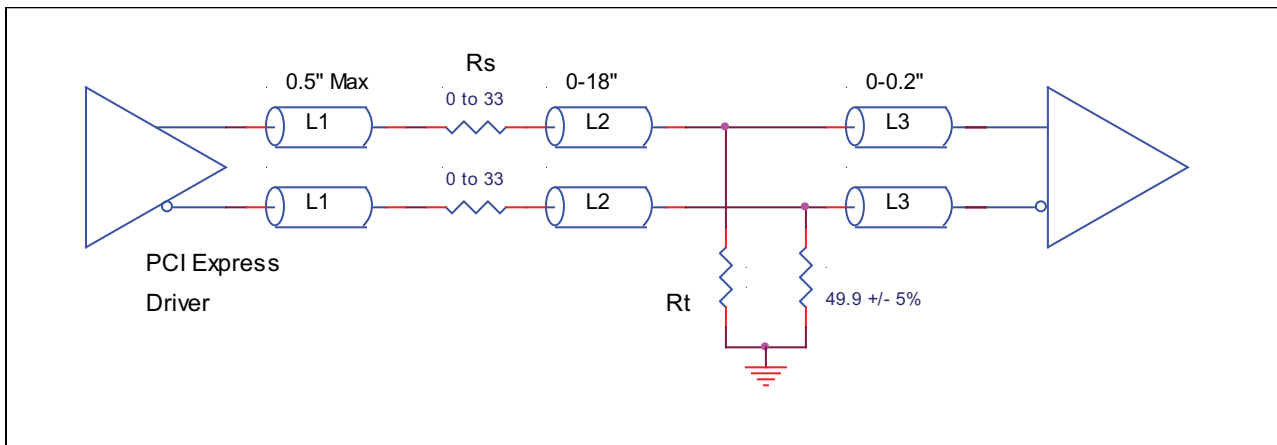 Rs
0.5" Max
0-18"
0-0.2"
0 to 33
L1
L2
L3
0 to 33
L1
L2
L3
PCI Express
Driver
Rt
49.9 +/- 5%